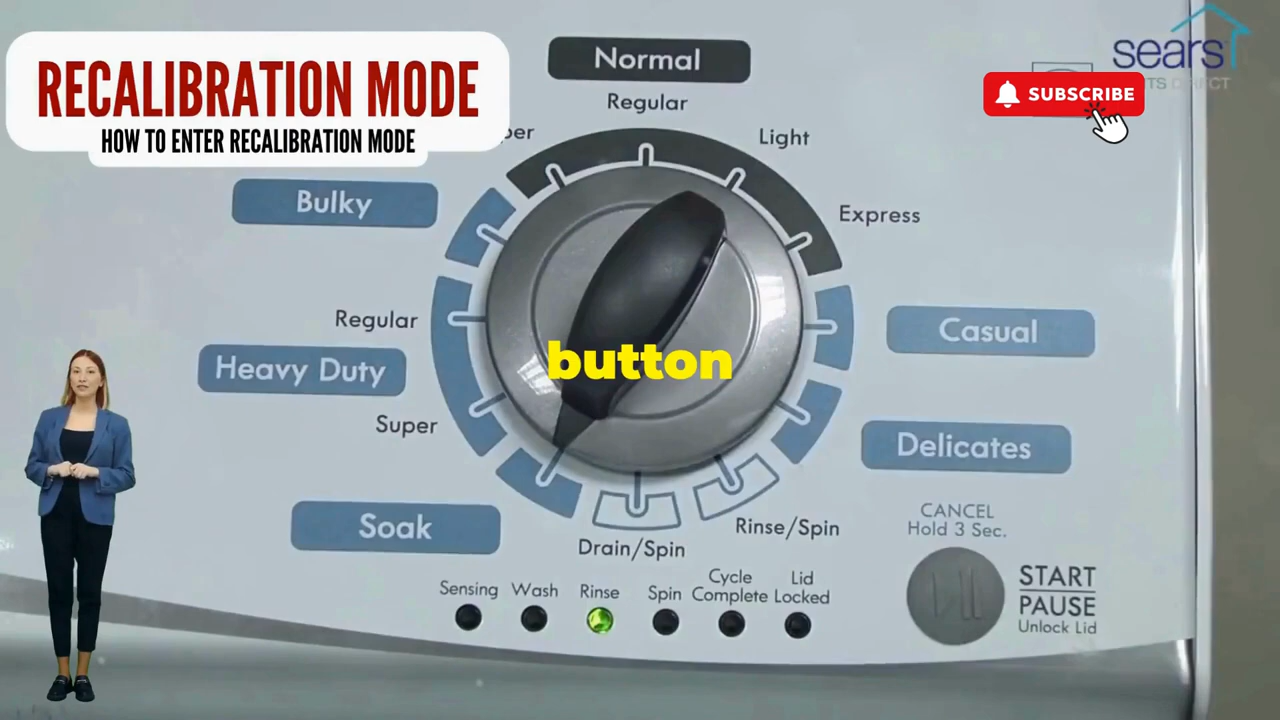 sears
RECALIBRATION MODE
HOW TO ENTER RECALIBRATION MODE
SUBSCRIBE
Normal
Regular
Light
Express
Bulky
Regular
Heavy Duty
Super
Casual
button
Delicates
Soak
Drain/Spin
Rinse/Spin
CANCEL
Hold 3 Sec.
Sensing
Wash
Rinse
Spin
Cycle
Complete
Lid
Locked
START
PAUSE
Unlock Lid